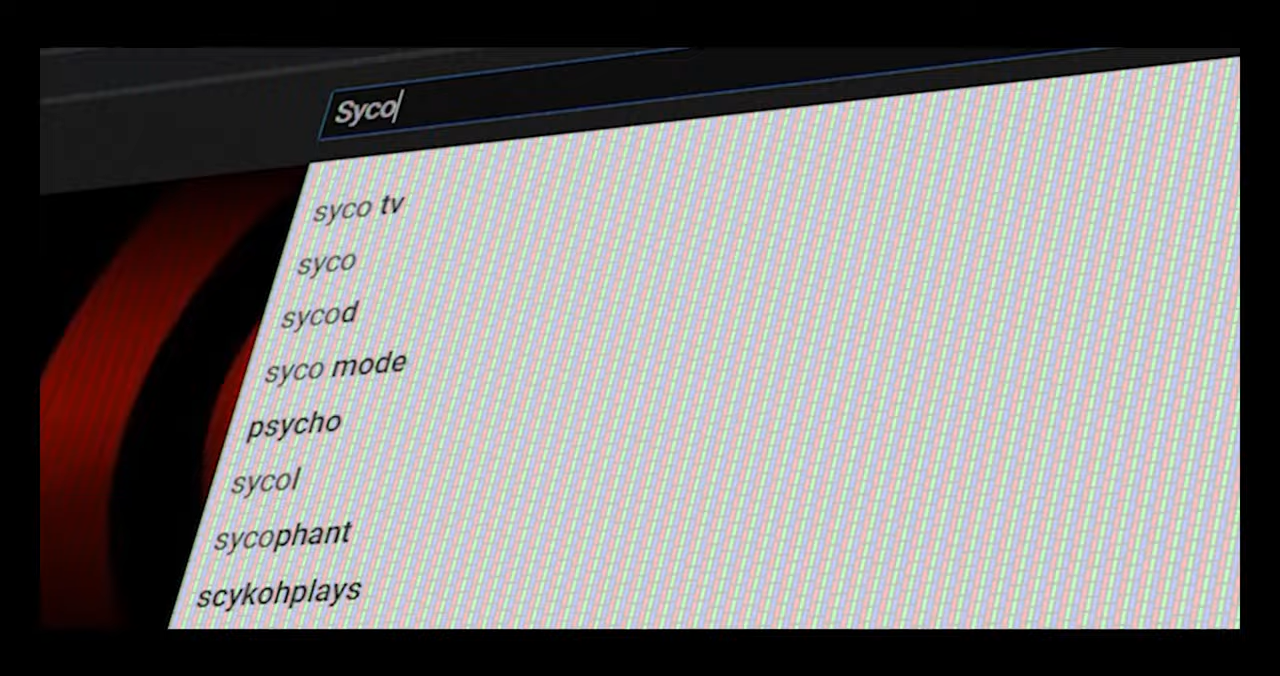 Syco
syco tv
syco
sycod
syco mode
psycho
sycol
sycophant
scykohplays